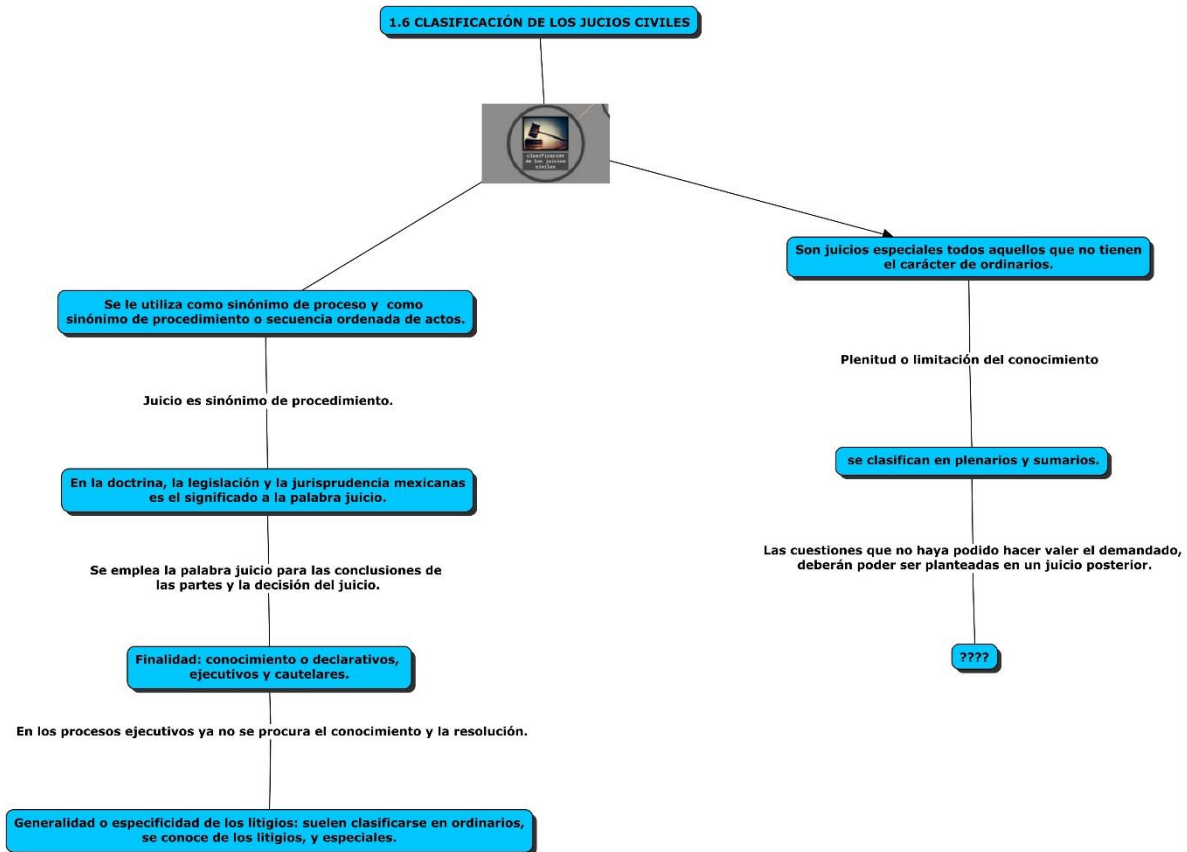 1.6 CLASIFICACIÓN DE LOS JUCIOS CIVILES
clasificación
de los juicios
civiles
Se le utiliza como sinónimo de proceso y como
sinónimo de procedimiento o secuencia ordenada de actos.
Juicio es sinónimo de procedimiento.
En la doctrina, la legislación y la jurisprudencia mexicanas
es el significado a la palabra juicio.
Se emplea la palabra juicio para las conclusiones de
las partes y la decisión del juicio.
Finalidad: conocimiento o declarativos,
ejecutivos y cautelares.
En los procesos ejecutivos ya no se procura el conocimiento y la resolución.
Generalidad o especificidad de los litigios: suelen clasificarse en ordinarios,
se conoce de los litigios, y especiales.
Son juicios especiales todos aquellos que no tienen
el carácter de ordinarios.
Plenitud o limitación del conocimiento
se clasifican en plenarios y sumarios.
Las cuestiones que no haya podido hacer valer el demandado,
deberán poder ser planteadas en un juicio posterior.
????